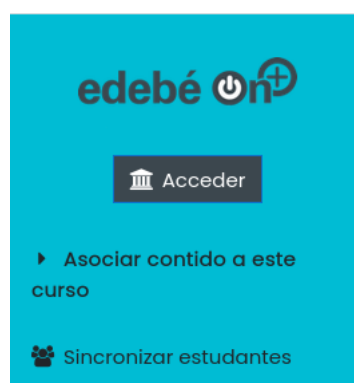 edebé On+
Acceder
Asociar contido a este
curso
Sincronizar estudantes